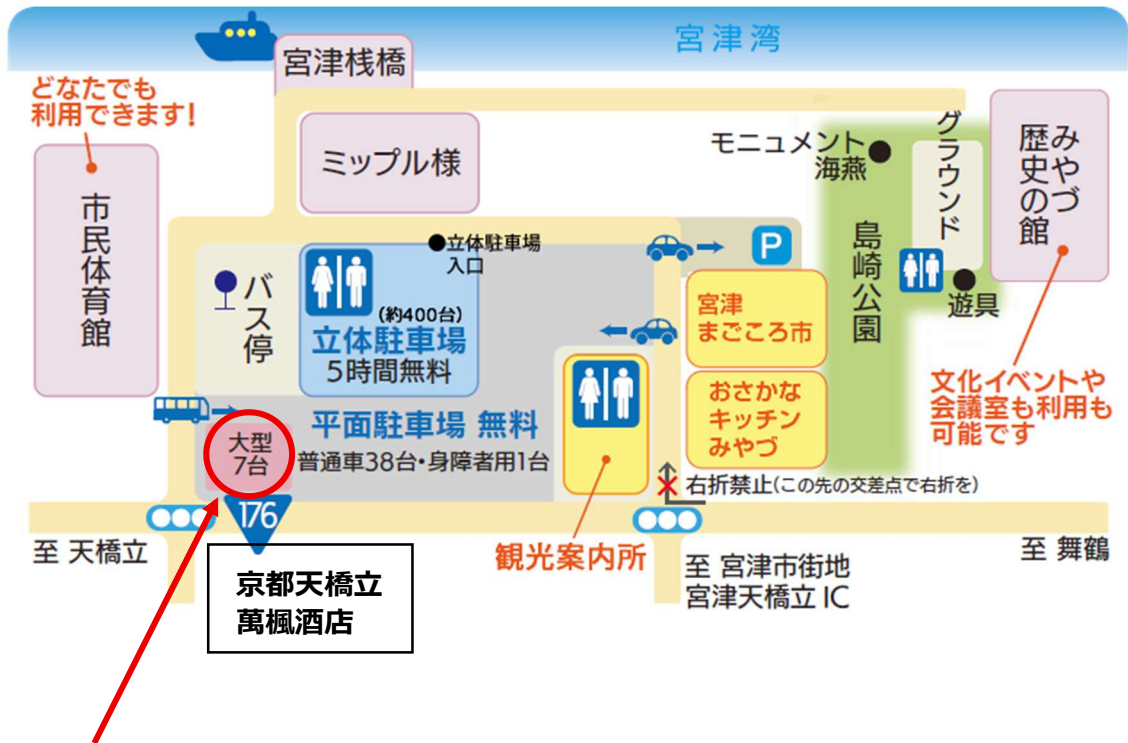 宮津湾
宮津桟橋
どなたでも
利用できます!
市民体育館
ミップル様
モニュメント
海燕
グラウンド
みやづ
歴史の館
島崎公園
遊具
文化イベントや
会議室も利用も
可能です
バス停
立体駐車場
入口
(約400台)
立体駐車場
5時間無料
P
宮津
まごころ市
おさかな
キッチン
みやづ
平面駐車場 無料
普通車38台・身障者用1台
大型
7台
右折禁止(この先の交差点で右折を)
176
至 天橋立
観光案内所
至 宮津市街地
宮津天橋立 IC
至 舞鶴
京都天橋立
萬楓酒店